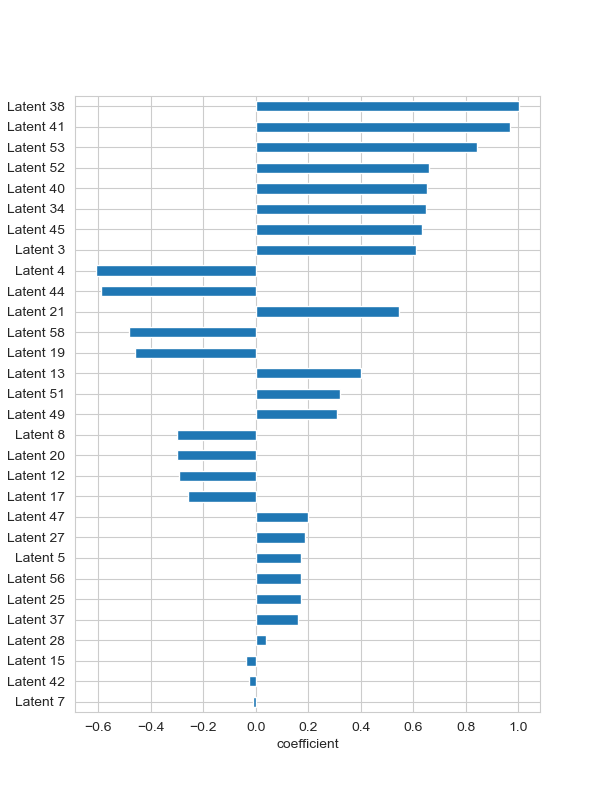 Latent 38
Latent 41
Latent 53
Latent 52
Latent 40
Latent 34
Latent 45
Latent 3
Latent 4
Latent 44
Latent 21
Latent 58
Latent 19
Latent 13
Latent 51
Latent 49
Latent 8
Latent 20
Latent 12
Latent 17
Latent 47
Latent 27
Latent 5
Latent 56
Latent 25
Latent 37
Latent 28
Latent 15
Latent 42
Latent 7
−0.6 −0.4 −0.2 0.0 0.2 0.4 0.6 0.8 1.0
coefficient